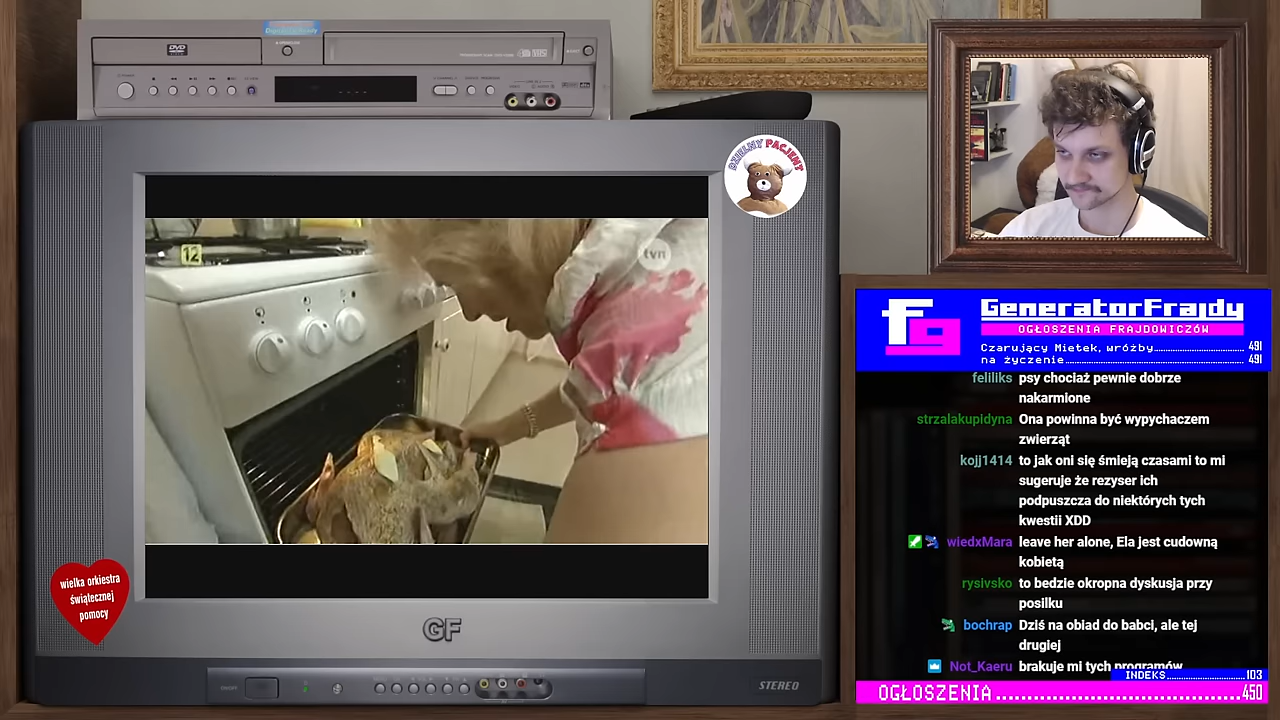 DVD
DZIELNY PACJENT
12
tvn
wielka orkiestra
świątecznej
pomocy
GF
STEREO
GeneratorFrajdy
fg
OGŁOSZENIA FRAJDOWICZÓW
Czarujący Mietek, wróżby 491
na życzenie 491
feliliks psy chociaż pewnie dobrze
nakarmione
strzalakupidyna Ona powinna być wypychaczem
zwierząt
kojj1414 to jak oni się śmieją czasami to mi
sugeruje że rezyser ich
podpuszcza do niektórych tych
kwestii XDD
wiedxMara leave her alone, Ela jest cudowną
kobietą
rysivsko to bedzie okropna dyskusja przy
posilku
bochrap Dziś na obiad do babci, ale tej
drugiej
Not_Kaeru brakuje mi tych programów
INDEKS 103
OGŁOSZENIA 450